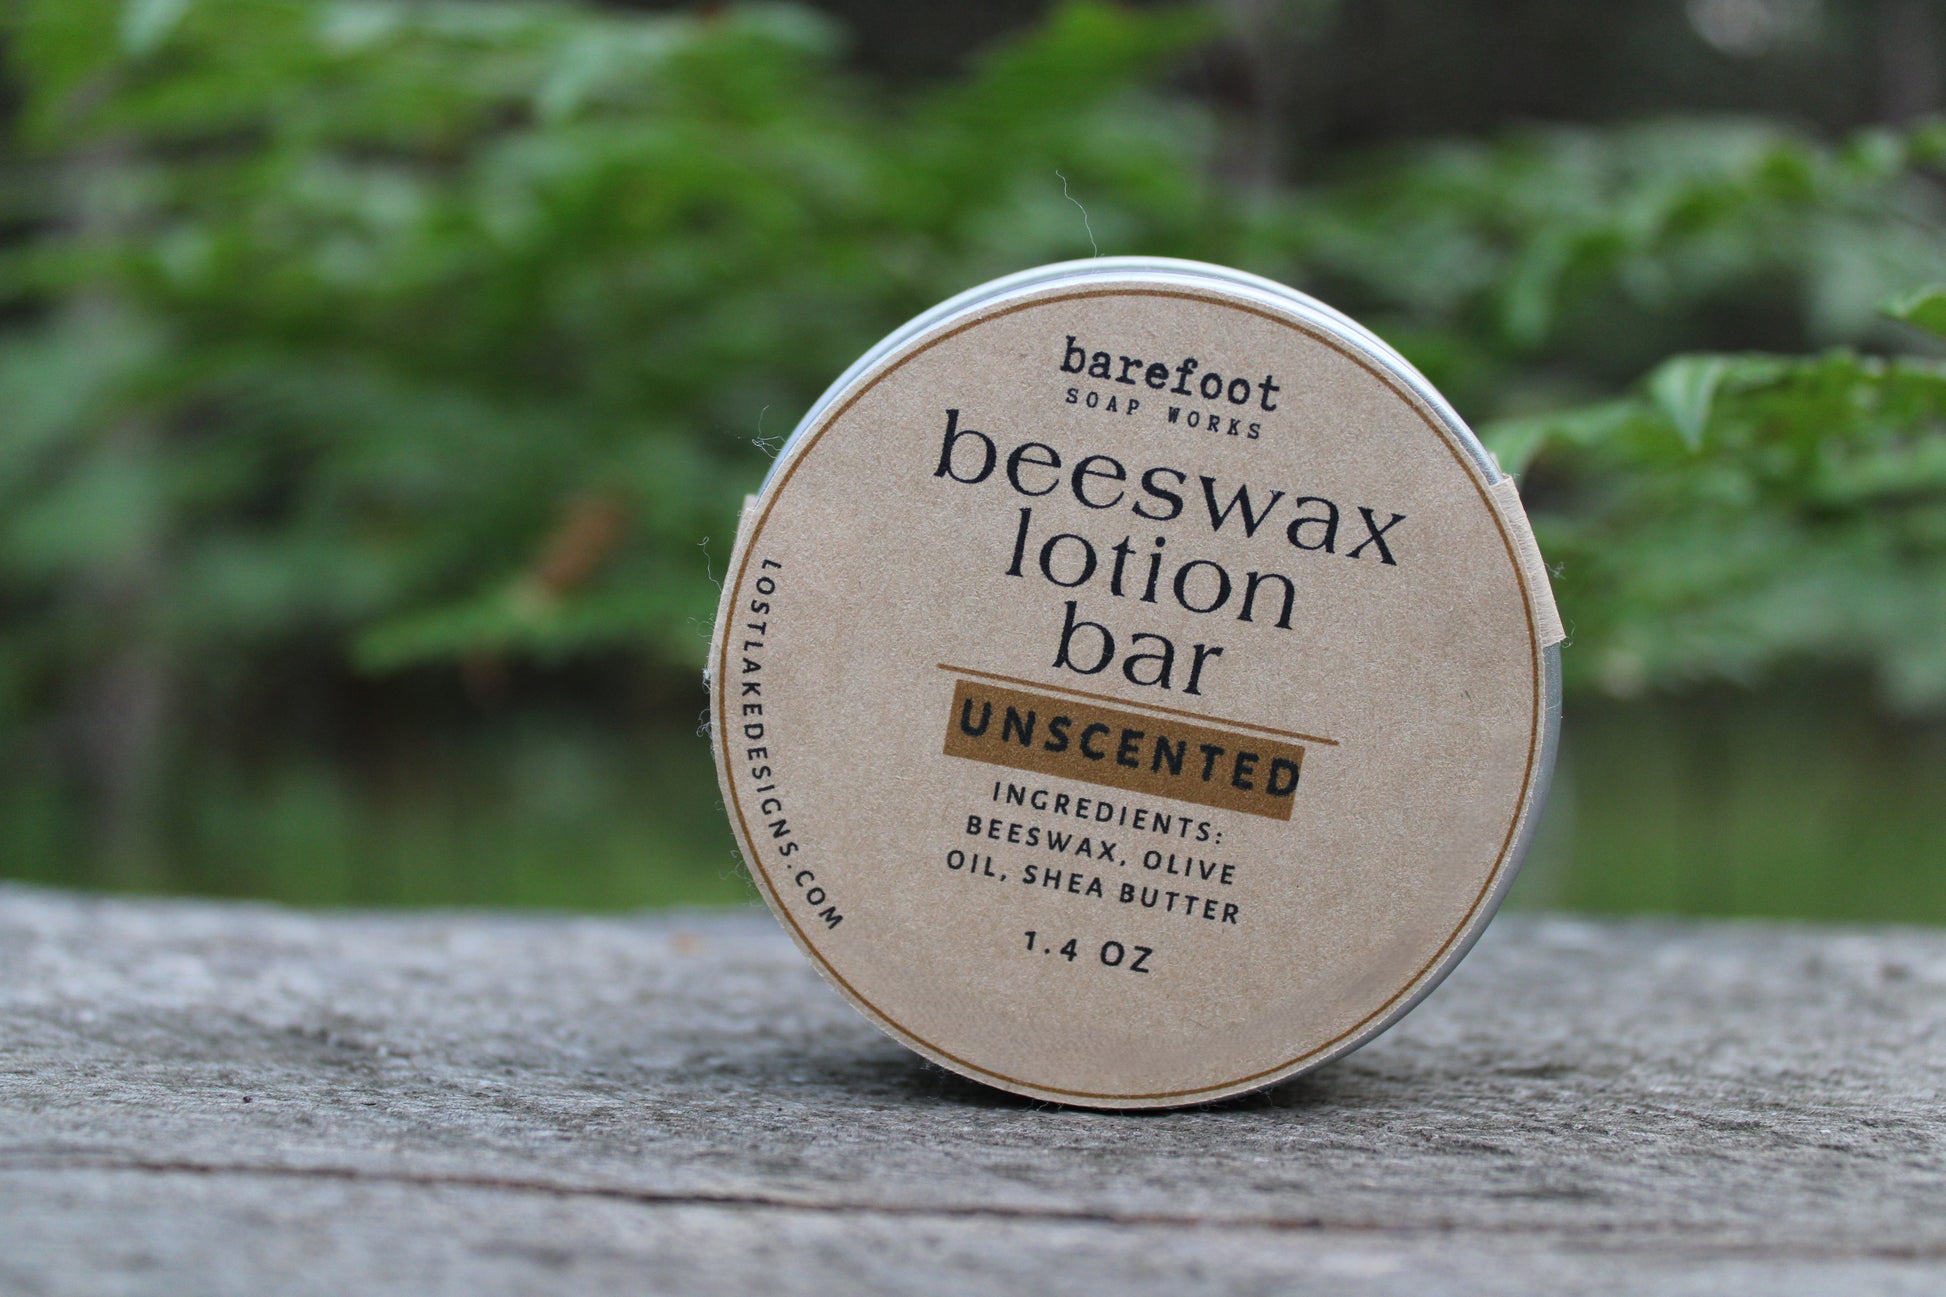 barefoot
SOAP WORKS
beeswax
lotion
bar
UNSCENTED
INGREDIENTS:
BEESWAX, OLIVE
OIL, SHEA BUTTER
1.4 OZ
LOSTLAKEDESIGNS.COM